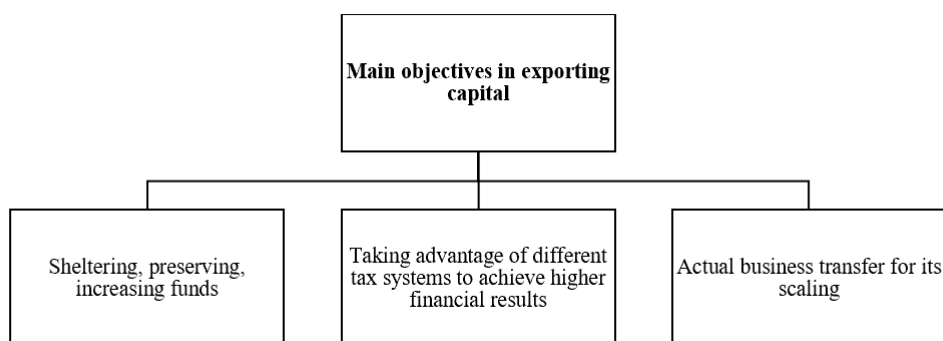 Main objectives in exporting
capital
Sheltering, preserving,
increasing funds
Taking advantage of different
tax systems to achieve higher
financial results
Actual business transfer for its
scaling